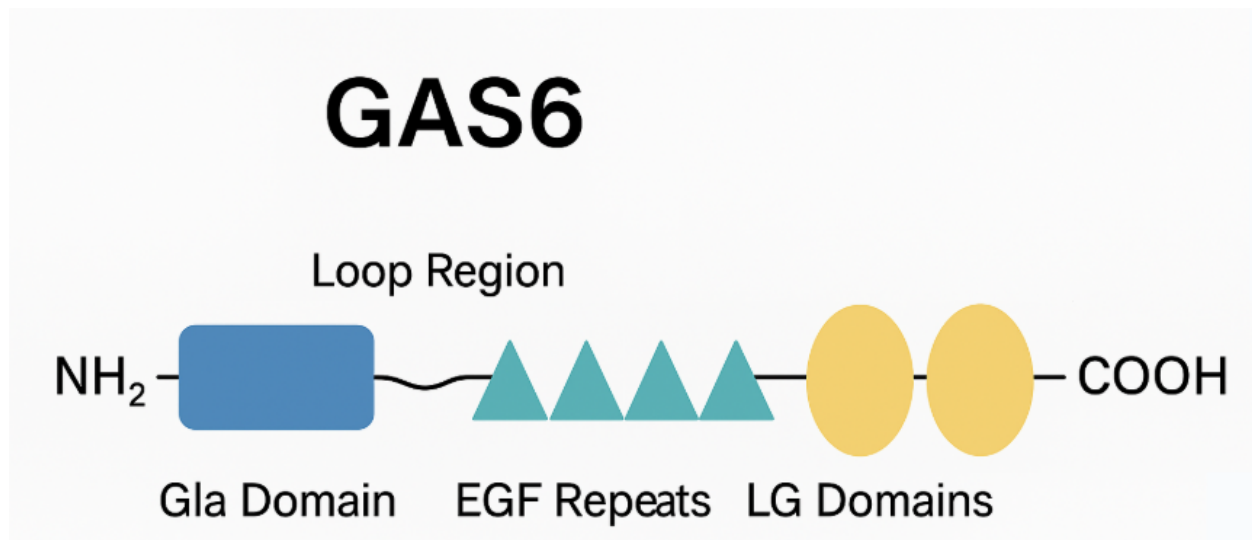 GAS6
Loop Region
NH₂ COOH
Gla Domain EGF Repeats LG Domains